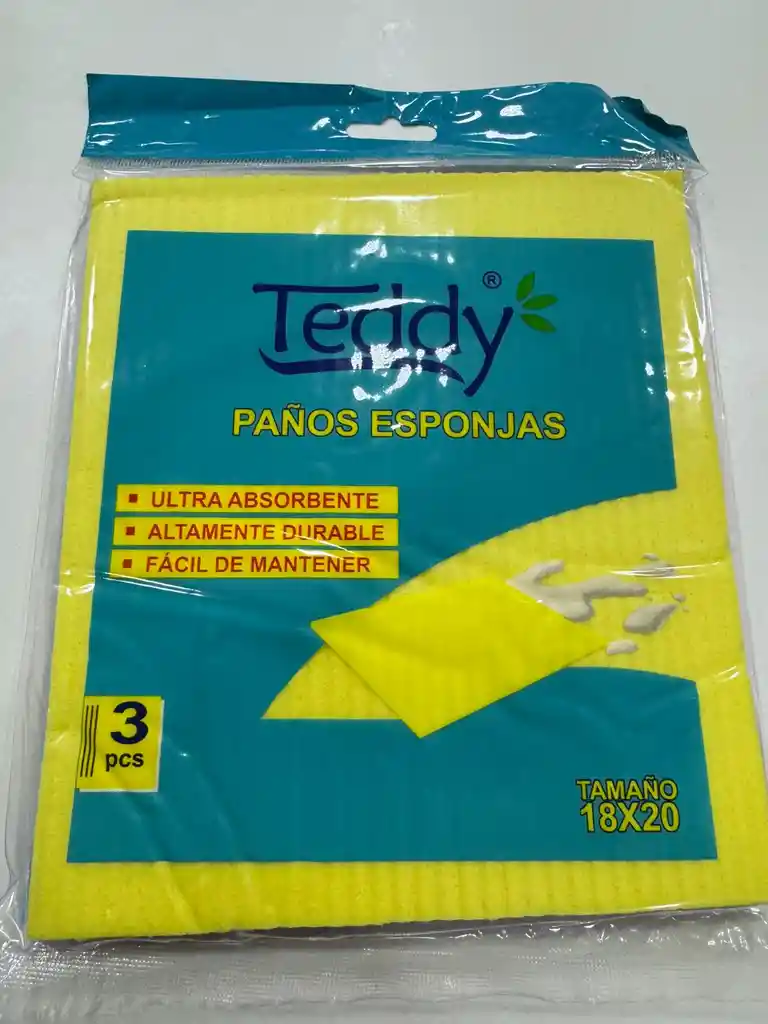 Teddy®
PAÑOS ESPONJAS
▪ ULTRA ABSORBENTE
▪ ALTAMENTE DURABLE
▪ FÁCIL DE MANTENER
3
pcs
TAMAÑO
18X20